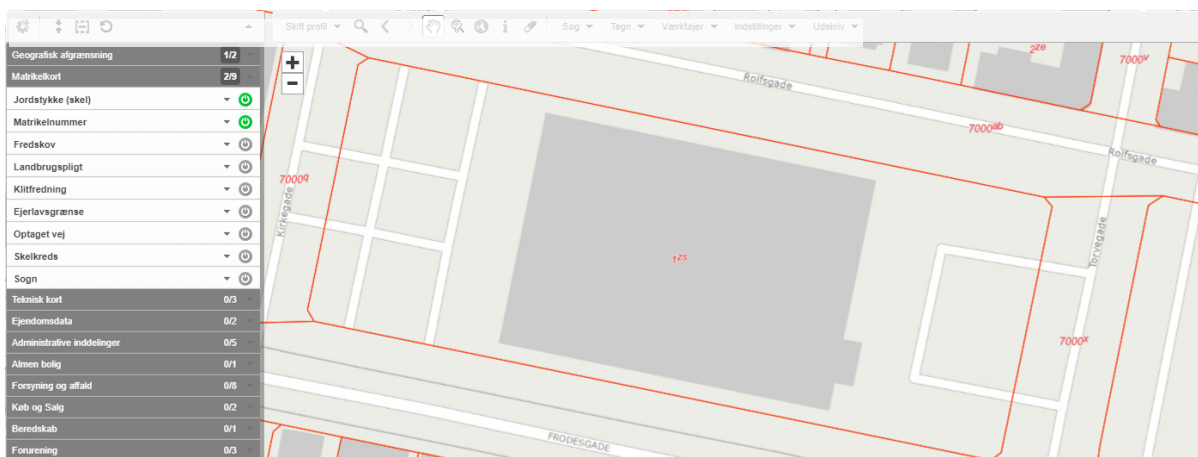 Skift profil
Søg
Tegn
Værktøjer
Indstillinger
Udskriv
Geografisk afgrænsning 1/2
Matrikelkort 2/9
Jordstykke (skel)
Matrikelnummer
Fredskov
Landbrugspligt
Klitfredning
Ejerlavsgrænse
Optaget vej
Skelkreds
Sogn
Teknisk kort 0/3
Ejendomsdata 0/2
Administrative inddelinger 0/5
Almen bolig 0/1
Forsyning og affald 0/8
Køb og Salg 0/2
Beredskab 0/1
Forurening 0/3
+
−
2ze
7000v
Rolfsgade
7000ab
Rolfsgade
7000q
Kirkegade
Torvegade
1zs
7000x
FRODESGADE